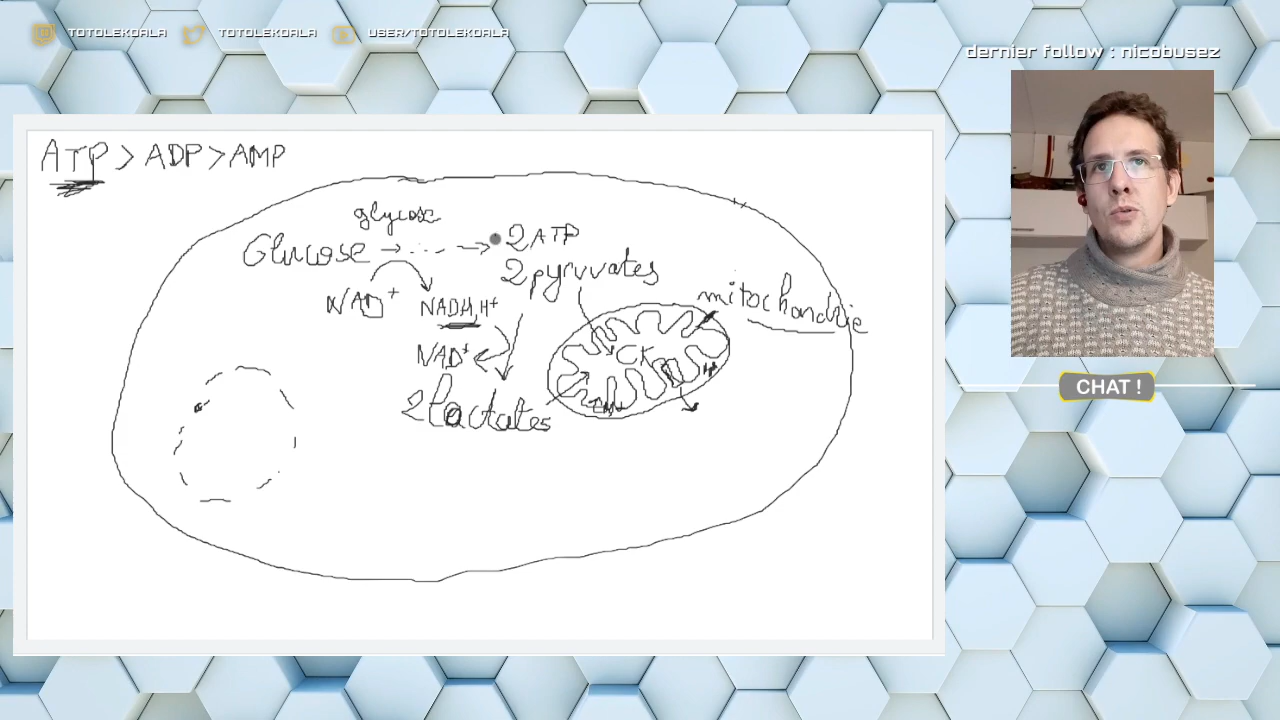 TOTOLEKOALA TOTOLEKOALA USER/TOTOLEKOALA
dernier follow : nicobusez
CHAT !
ATP > ADP > AMP
glycose
Glucose → ... → 2 ATP
2 pyruvates
NAD+ NADH,H+
mitochondrie
NAD+
CK
2 lactates